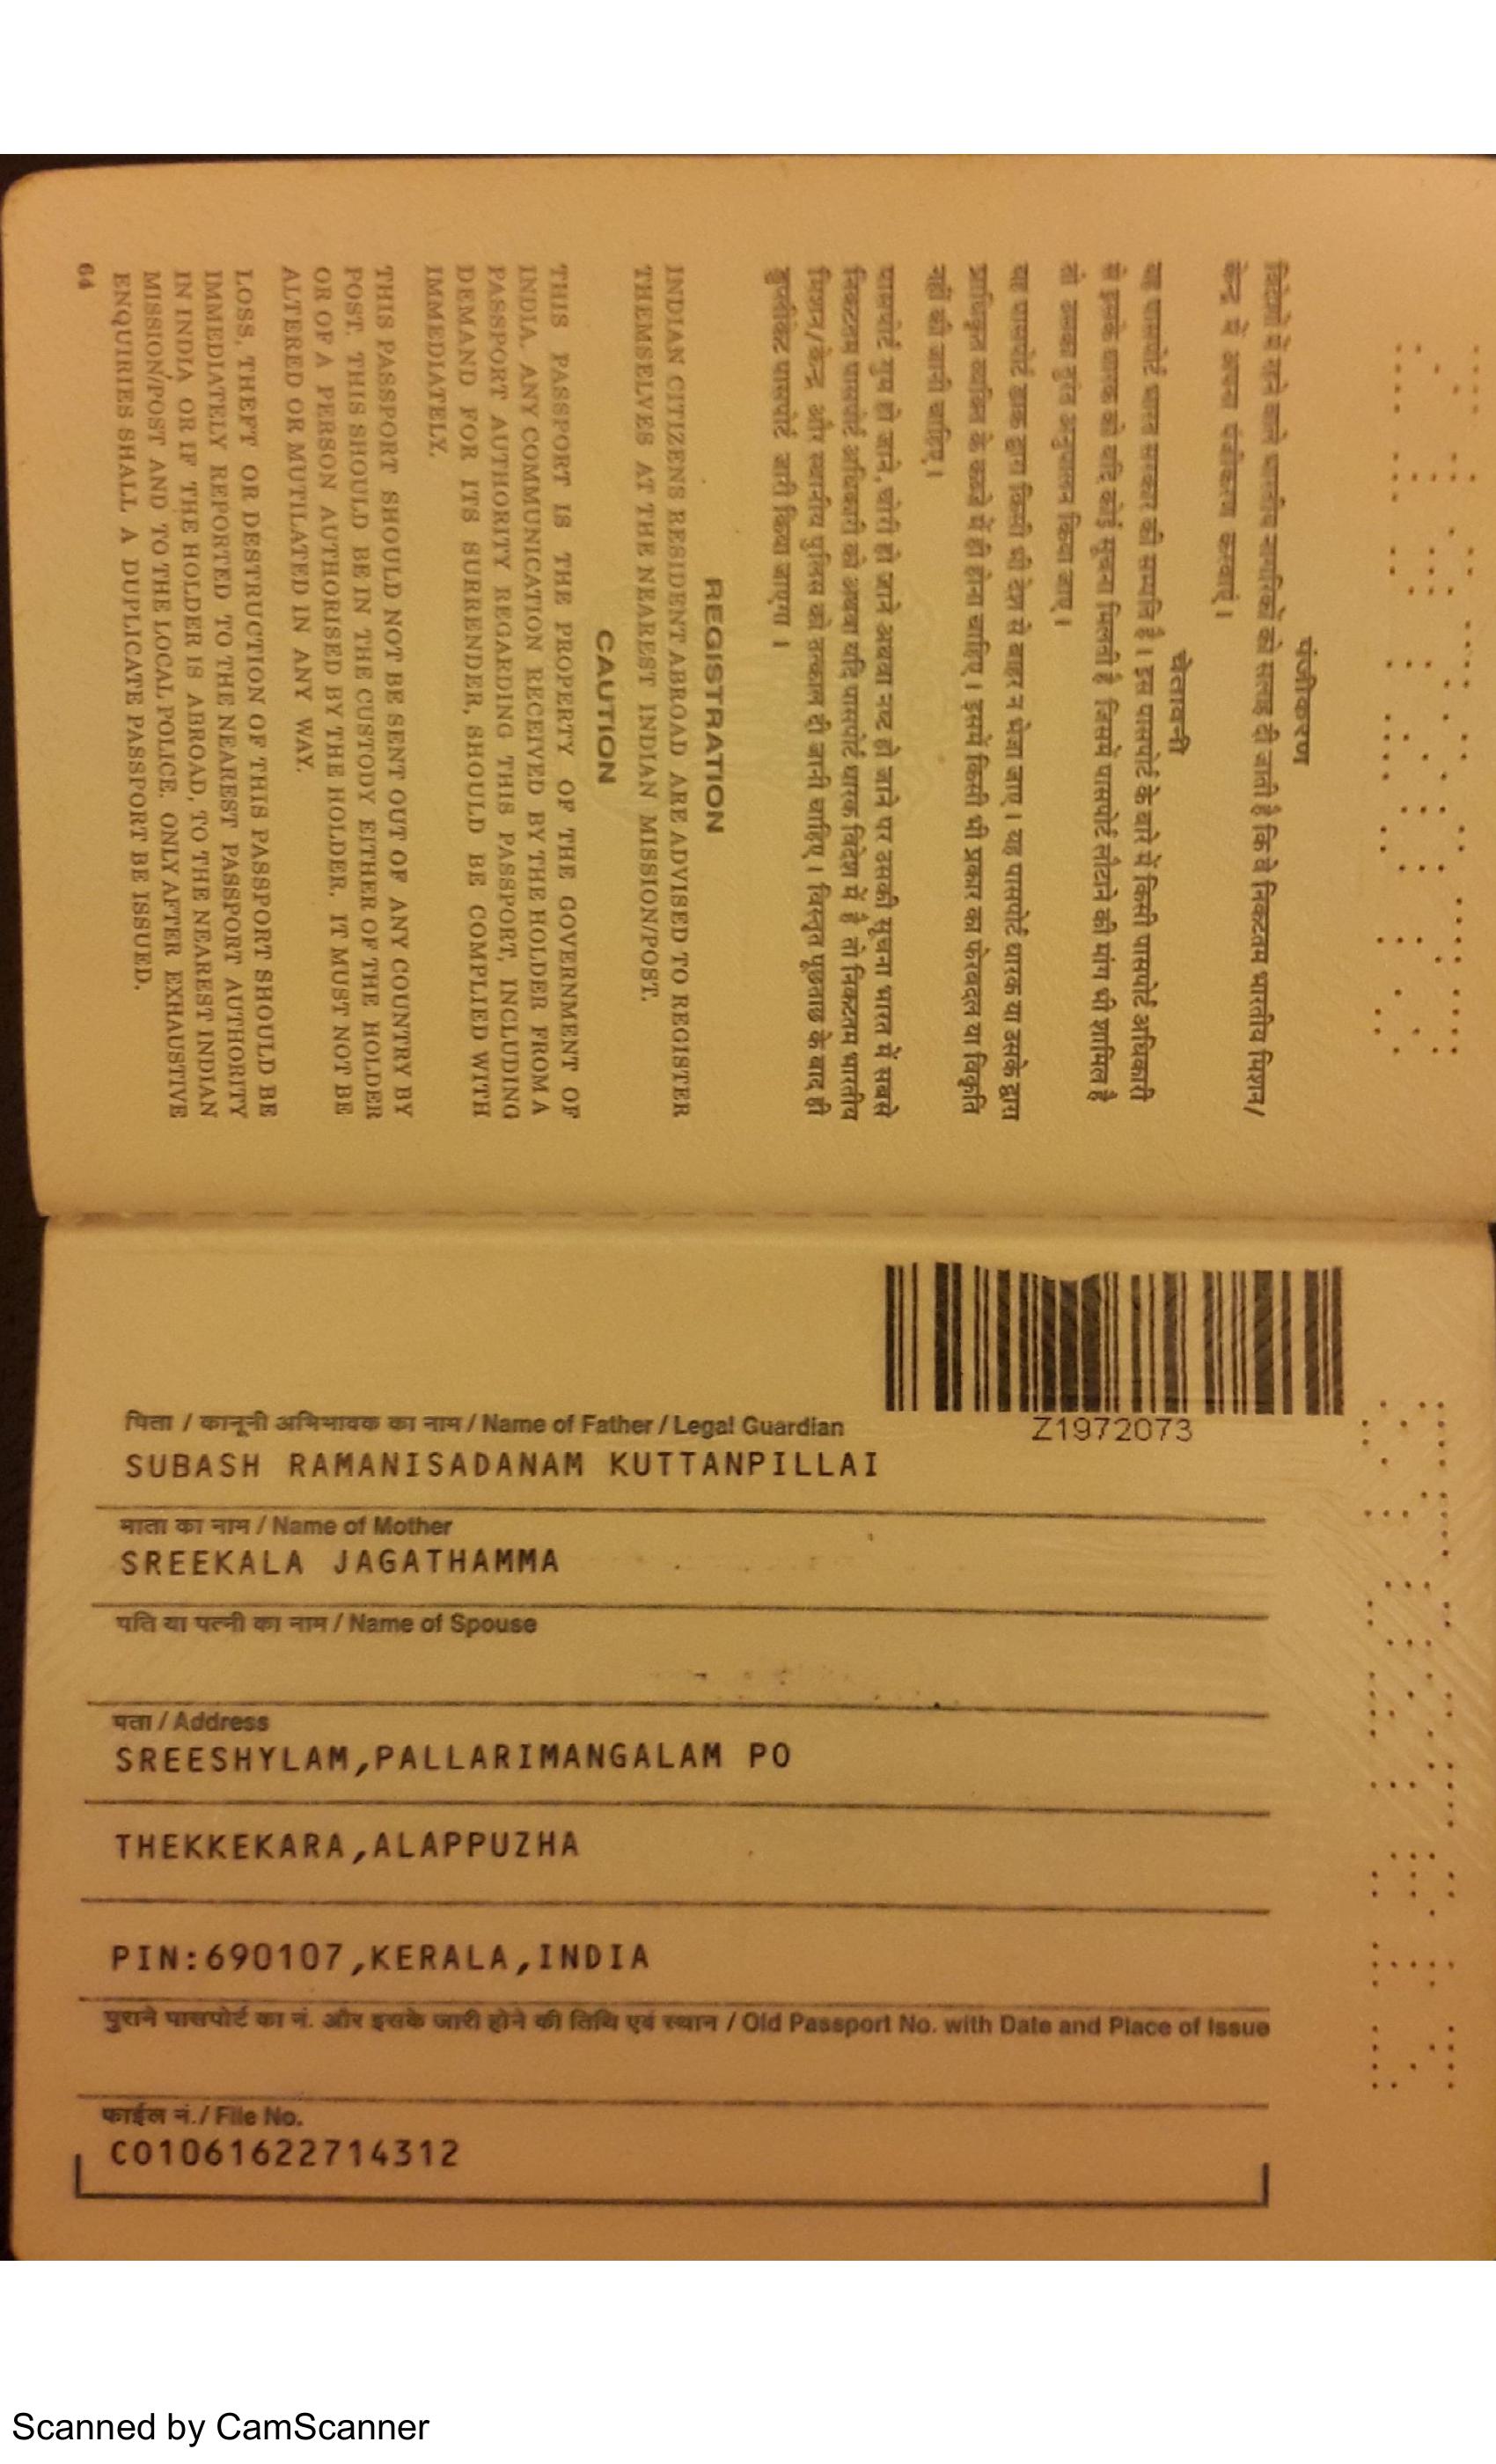 पंजीकरण
विदेशों में रहने वाले भारतीय नागरिकों को सलाह दी जाती है कि वे निकटतम भारतीय मिशन/
केन्द्र में अपना पंजीकरण करवाएं।
चेतावनी
यह पासपोर्ट भारत सरकार की सम्पत्ति है। इस पासपोर्ट के बारे में किसी पासपोर्ट अधिकारी
से इसके धारक को यदि कोई सूचना मिलती है जिसमें पासपोर्ट लौटाने की मांग भी शामिल है
तो उसका तुरंत अनुपालन किया जाए।
यह पासपोर्ट डाक द्वारा किसी भी देश से बाहर न भेजा जाए। यह पासपोर्ट धारक या उसके द्वारा
प्राधिकृत व्यक्ति के कब्जे में ही होना चाहिए। इसमें किसी भी प्रकार का फेरबदल या विकृति
नहीं की जानी चाहिए।
पासपोर्ट गुम हो जाने, चोरी हो जाने अथवा नष्ट हो जाने पर उसकी सूचना भारत में सबसे
निकटतम पासपोर्ट अधिकारी को अथवा यदि पासपोर्ट धारक विदेश में है तो निकटतम भारतीय
मिशन/केन्द्र और स्थानीय पुलिस को तत्काल दी जानी चाहिए। विस्तृत पूछताछ के बाद ही
डुप्लीकेट पासपोर्ट जारी किया जाएगा।
REGISTRATION
INDIAN CITIZENS RESIDENT ABROAD ARE ADVISED TO REGISTER
THEMSELVES AT THE NEAREST INDIAN MISSION/POST.
CAUTION
THIS PASSPORT IS THE PROPERTY OF THE GOVERNMENT OF
INDIA. ANY COMMUNICATION RECEIVED BY THE HOLDER FROM A
PASSPORT AUTHORITY REGARDING THIS PASSPORT, INCLUDING
DEMAND FOR ITS SURRENDER, SHOULD BE COMPLIED WITH
IMMEDIATELY.
THIS PASSPORT SHOULD NOT BE SENT OUT OF ANY COUNTRY BY
POST. THIS SHOULD BE IN THE CUSTODY EITHER OF THE HOLDER
OR OF A PERSON AUTHORISED BY THE HOLDER. IT MUST NOT BE
ALTERED OR MUTILATED IN ANY WAY.
LOSS, THEFT OR DESTRUCTION OF THIS PASSPORT SHOULD BE
IMMEDIATELY REPORTED TO THE NEAREST PASSPORT AUTHORITY
IN INDIA OR IF THE HOLDER IS ABROAD, TO THE NEAREST INDIAN
MISSION/POST AND TO THE LOCAL POLICE. ONLY AFTER EXHAUSTIVE
ENQUIRIES SHALL A DUPLICATE PASSPORT BE ISSUED.
64
Z1972073
पिता / कानूनी अभिभावक का नाम / Name of Father / Legal Guardian
SUBASH RAMANISADANAM KUTTANPILLAI
माता का नाम / Name of Mother
SREEKALA JAGATHAMMA
पति या पत्नी का नाम / Name of Spouse
पता / Address
SREESHYLAM,PALLARIMANGALAM PO
THEKKEKARA,ALAPPUZHA
PIN:690107,KERALA,INDIA
पुराने पासपोर्ट का नं. और इसके जारी होने की तिथि एवं स्थान / Old Passport No. with Date and Place of Issue
फाईल नं./ File No.
CO1061622714312
Scanned by CamScanner